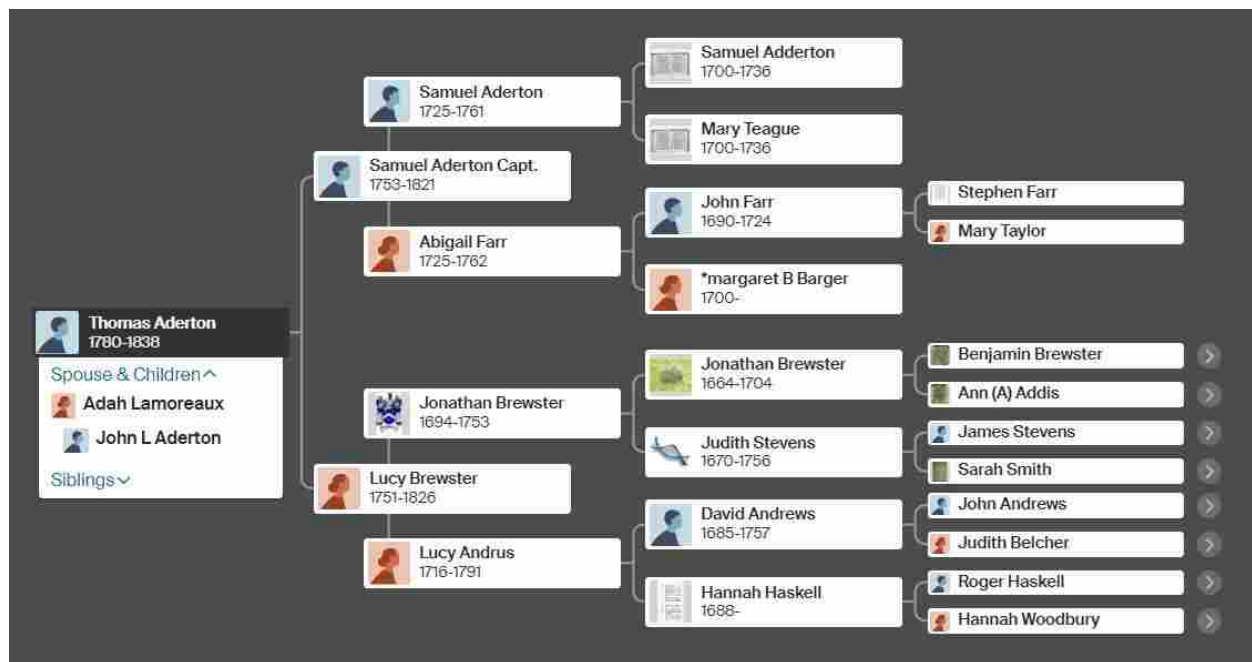 Samuel Adderton
1700-1736
Samuel Aderton
1725-1761
Mary Teague
1700-1736
Samuel Aderton Capt.
1753-1821
John Farr
1690-1724
Stephen Farr
Mary Taylor
Abigail Farr
1725-1762
*margaret B Barger
1700-
Thomas Aderton
1780-1838
Spouse & Children
Adah Lamoreaux
John L Aderton
Siblings
Jonathan Brewster
1664-1704
Benjamin Brewster
Ann (A) Addis
Jonathan Brewster
1694-1753
Judith Stevens
1670-1756
James Stevens
Sarah Smith
Lucy Brewster
1751-1826
David Andrews
1685-1757
John Andrews
Judith Belcher
Lucy Andrus
1716-1791
Hannah Haskell
1688-
Roger Haskell
Hannah Woodbury